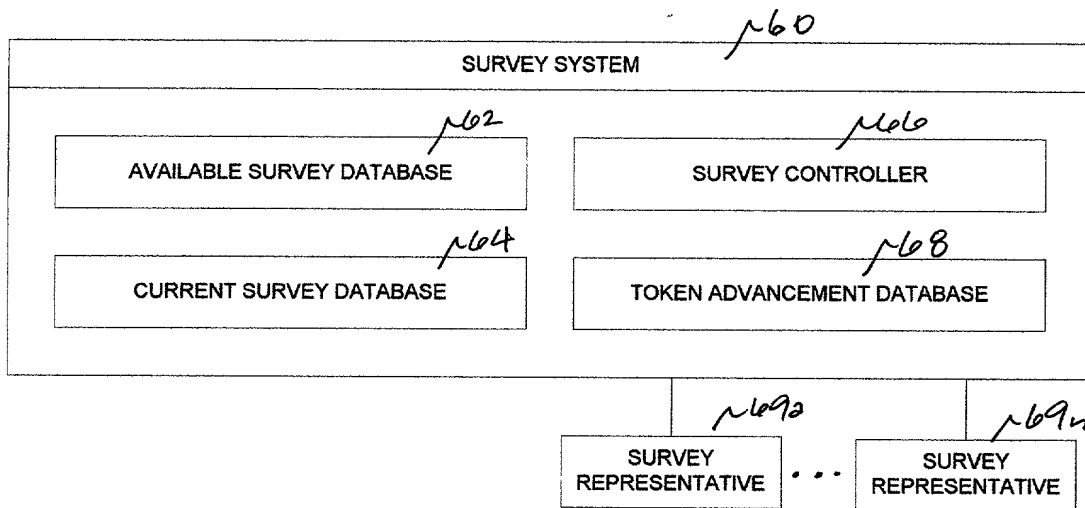 60
SURVEY SYSTEM
62
66
AVAILABLE SURVEY DATABASE
SURVEY CONTROLLER
64
68
CURRENT SURVEY DATABASE
TOKEN ADVANCEMENT DATABASE
69a
69n
SURVEY
REPRESENTATIVE
...
SURVEY
REPRESENTATIVE